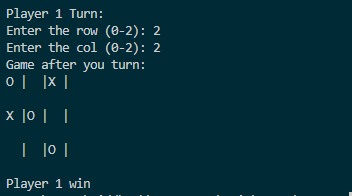 Player 1 Turn:
Enter the row (0-2): 2
Enter the col (0-2): 2
Game after you turn:
O |  |X |
X |O |  |
  |  |O |
Player 1 win